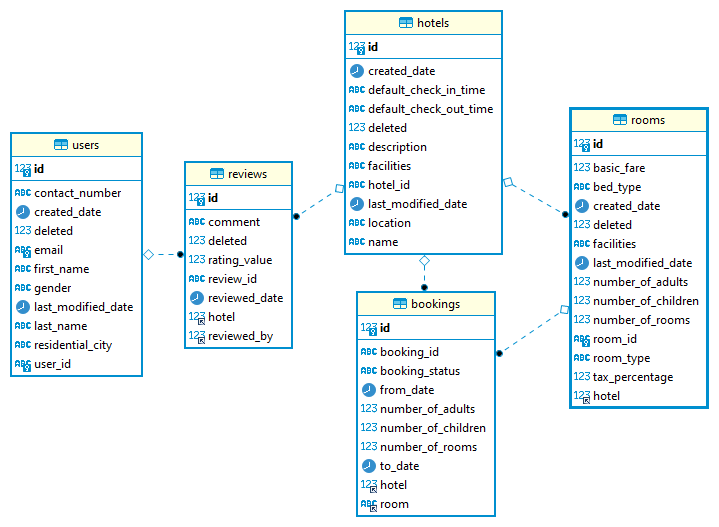 hotels
123 id
created_date
ABC default_check_in_time
ABC default_check_out_time
123 deleted
ABC description
ABC facilities
ABC hotel_id
last_modified_date
ABC location
ABC name
users
123 id
ABC contact_number
created_date
123 deleted
ABC email
ABC first_name
ABC gender
last_modified_date
ABC last_name
ABC residential_city
ABC user_id
reviews
123 id
ABC comment
123 deleted
123 rating_value
ABC review_id
reviewed_date
123 hotel
123 reviewed_by
rooms
123 id
123 basic_fare
ABC bed_type
created_date
123 deleted
ABC facilities
last_modified_date
123 number_of_adults
123 number_of_children
123 number_of_rooms
ABC room_id
ABC room_type
123 tax_percentage
123 hotel
bookings
123 id
ABC booking_id
ABC booking_status
from_date
123 number_of_adults
123 number_of_children
123 number_of_rooms
to_date
123 hotel
ABC room